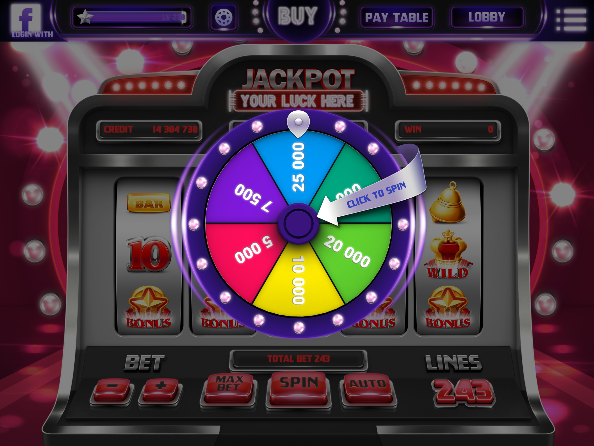 f
LOGIN WITH
BUY
PAY TABLE
LOBBY
JACKPOT
YOUR LUCK HERE
CREDIT 14 304 739
WIN 0
25 000
7 500
000
CLICK TO SPIN
5 000
20 000
10 000
BAR
10
WILD
BONUS
BONUS
BONUS
BONUS
BET
TOTAL BET 243
LINES
-
+
MAX
BET
SPIN
AUTO
243